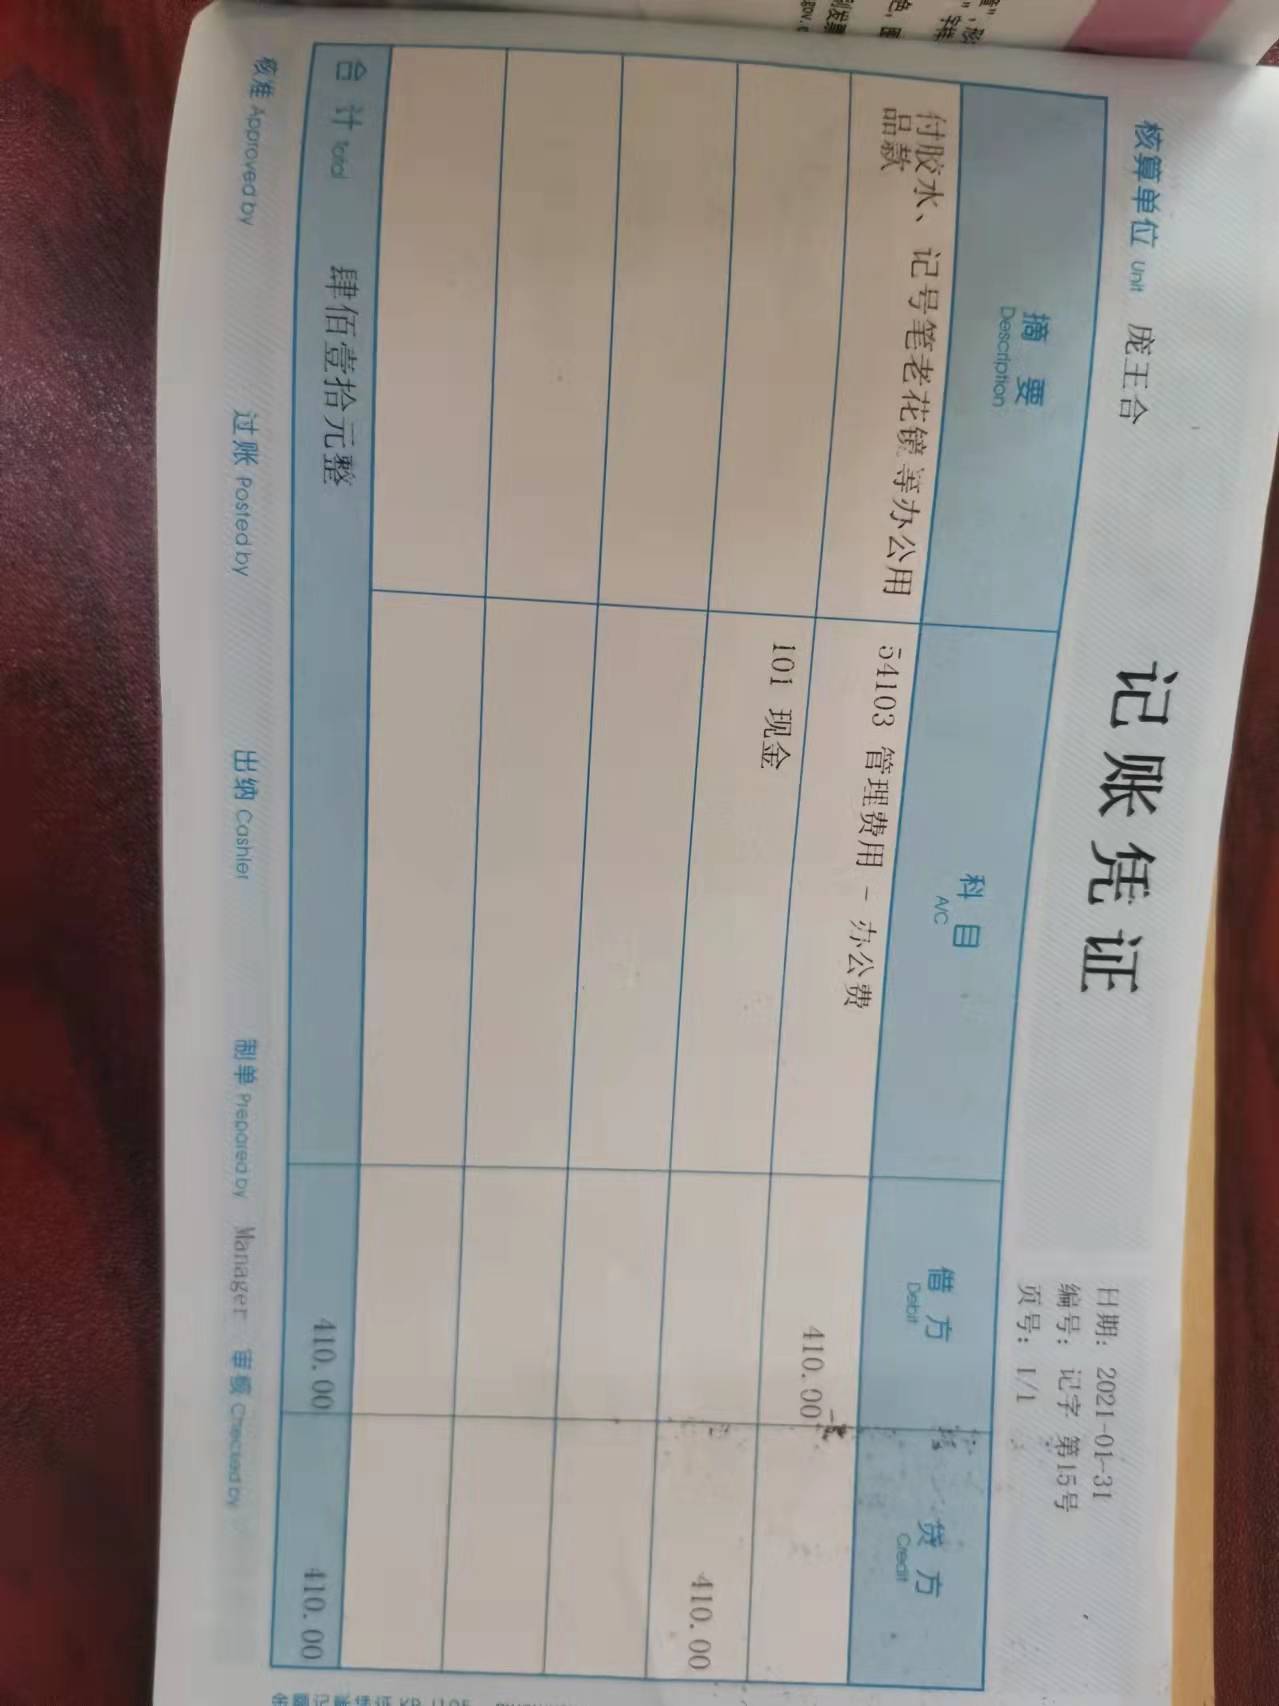 记账凭证
核算单位 Unit 庞王合
日期: 2021-01-31
编号: 记字 第15号
页号: 1/1
摘要 科目 借方 贷方
Description A/C Debit Credit
付胶水、记号笔老花镜等办公用 54103 管理费用 - 办公费 410.00
品款
101 现金 410.00
合计 Total 肆佰壹拾元整 410.00 410.00
核准 Approved by 过账 Posted by 出纳 Cashier 制单 Prepared by Manager 审核 Checked by